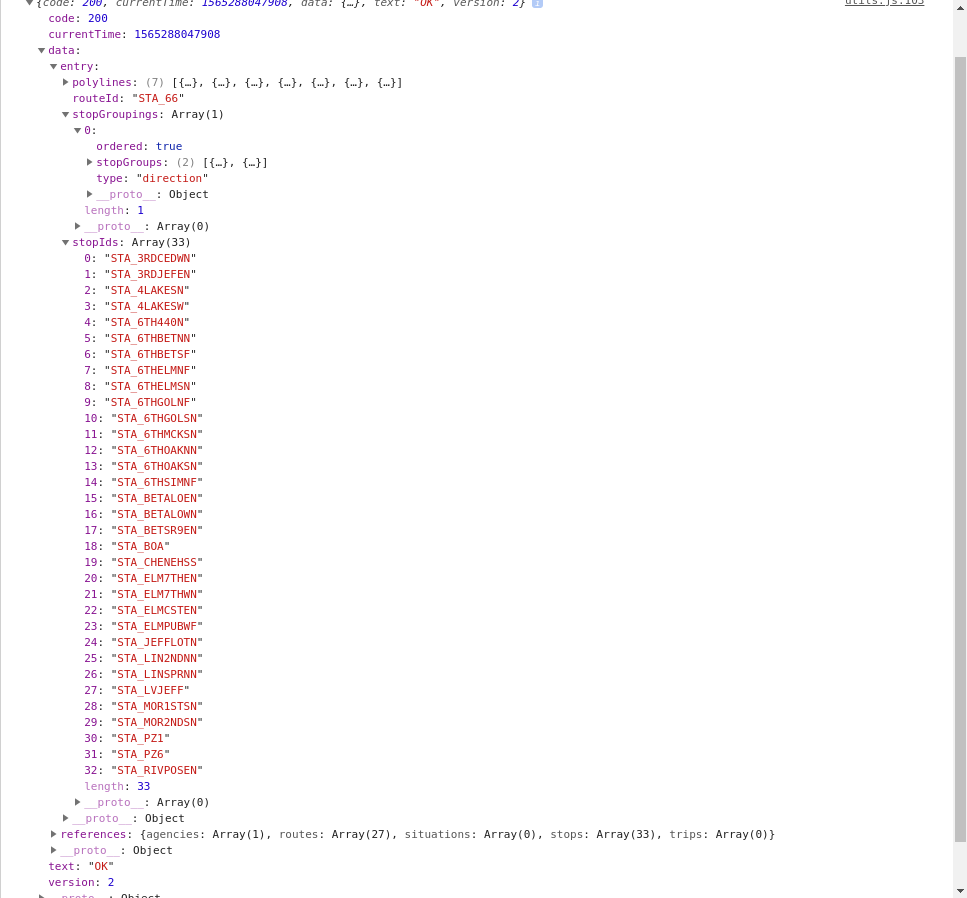 {code: 200, currentTime: 1565288047908, data: {…}, text: "OK", version: 2} i
utils.js:103
code: 200
currentTime: 1565288047908
data:
entry:
polylines: (7) [{…}, {…}, {…}, {…}, {…}, {…}, {…}]
routeId: "STA_66"
stopGroupings: Array(1)
0:
ordered: true
stopGroups: (2) [{…}, {…}]
type: "direction"
__proto__: Object
length: 1
__proto__: Array(0)
stopIds: Array(33)
0: "STA_3RDCEDWN"
1: "STA_3RDJEFEN"
2: "STA_4LAKESN"
3: "STA_4LAKESW"
4: "STA_6TH440N"
5: "STA_6THBETNN"
6: "STA_6THBETSF"
7: "STA_6THELMNF"
8: "STA_6THELMSN"
9: "STA_6THGOLNF"
10: "STA_6THGOLSN"
11: "STA_6THMCKSN"
12: "STA_6THOAKNN"
13: "STA_6THOAKSN"
14: "STA_6THSIMNF"
15: "STA_BETALOEN"
16: "STA_BETALOWN"
17: "STA_BETSR9EN"
18: "STA_BOA"
19: "STA_CHENEHSS"
20: "STA_ELM7THEN"
21: "STA_ELM7THWN"
22: "STA_ELMCSTEN"
23: "STA_ELMPUBWF"
24: "STA_JEFFLOTN"
25: "STA_LIN2NDNN"
26: "STA_LINSPRNN"
27: "STA_LVJEFF"
28: "STA_MOR1STSN"
29: "STA_MOR2NDSN"
30: "STA_PZ1"
31: "STA_PZ6"
32: "STA_RIVPOSEN"
length: 33
__proto__: Array(0)
__proto__: Object
references: {agencies: Array(1), routes: Array(27), situations: Array(0), stops: Array(33), trips: Array(0)}
__proto__: Object
text: "OK"
version: 2
__proto__: Object